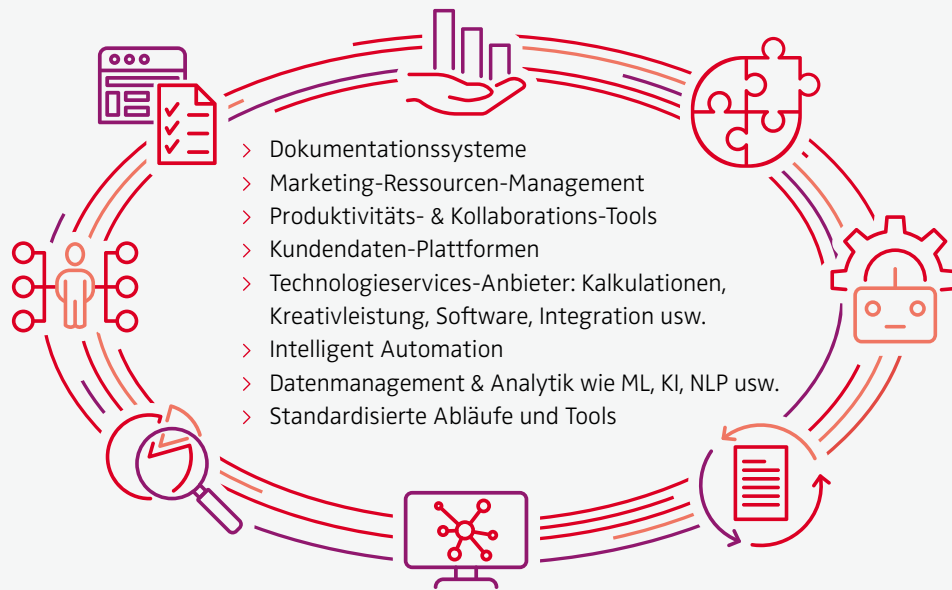 > Dokumentationssysteme
> Marketing-Ressourcen-Management
> Produktivitäts- & Kollaborations-Tools
> Kundendaten-Plattformen
> Technologieservices-Anbieter: Kalkulationen,
Kreativleistung, Software, Integration usw.
> Intelligent Automation
> Datenmanagement & Analytik wie ML, KI, NLP usw.
> Standardisierte Abläufe und Tools